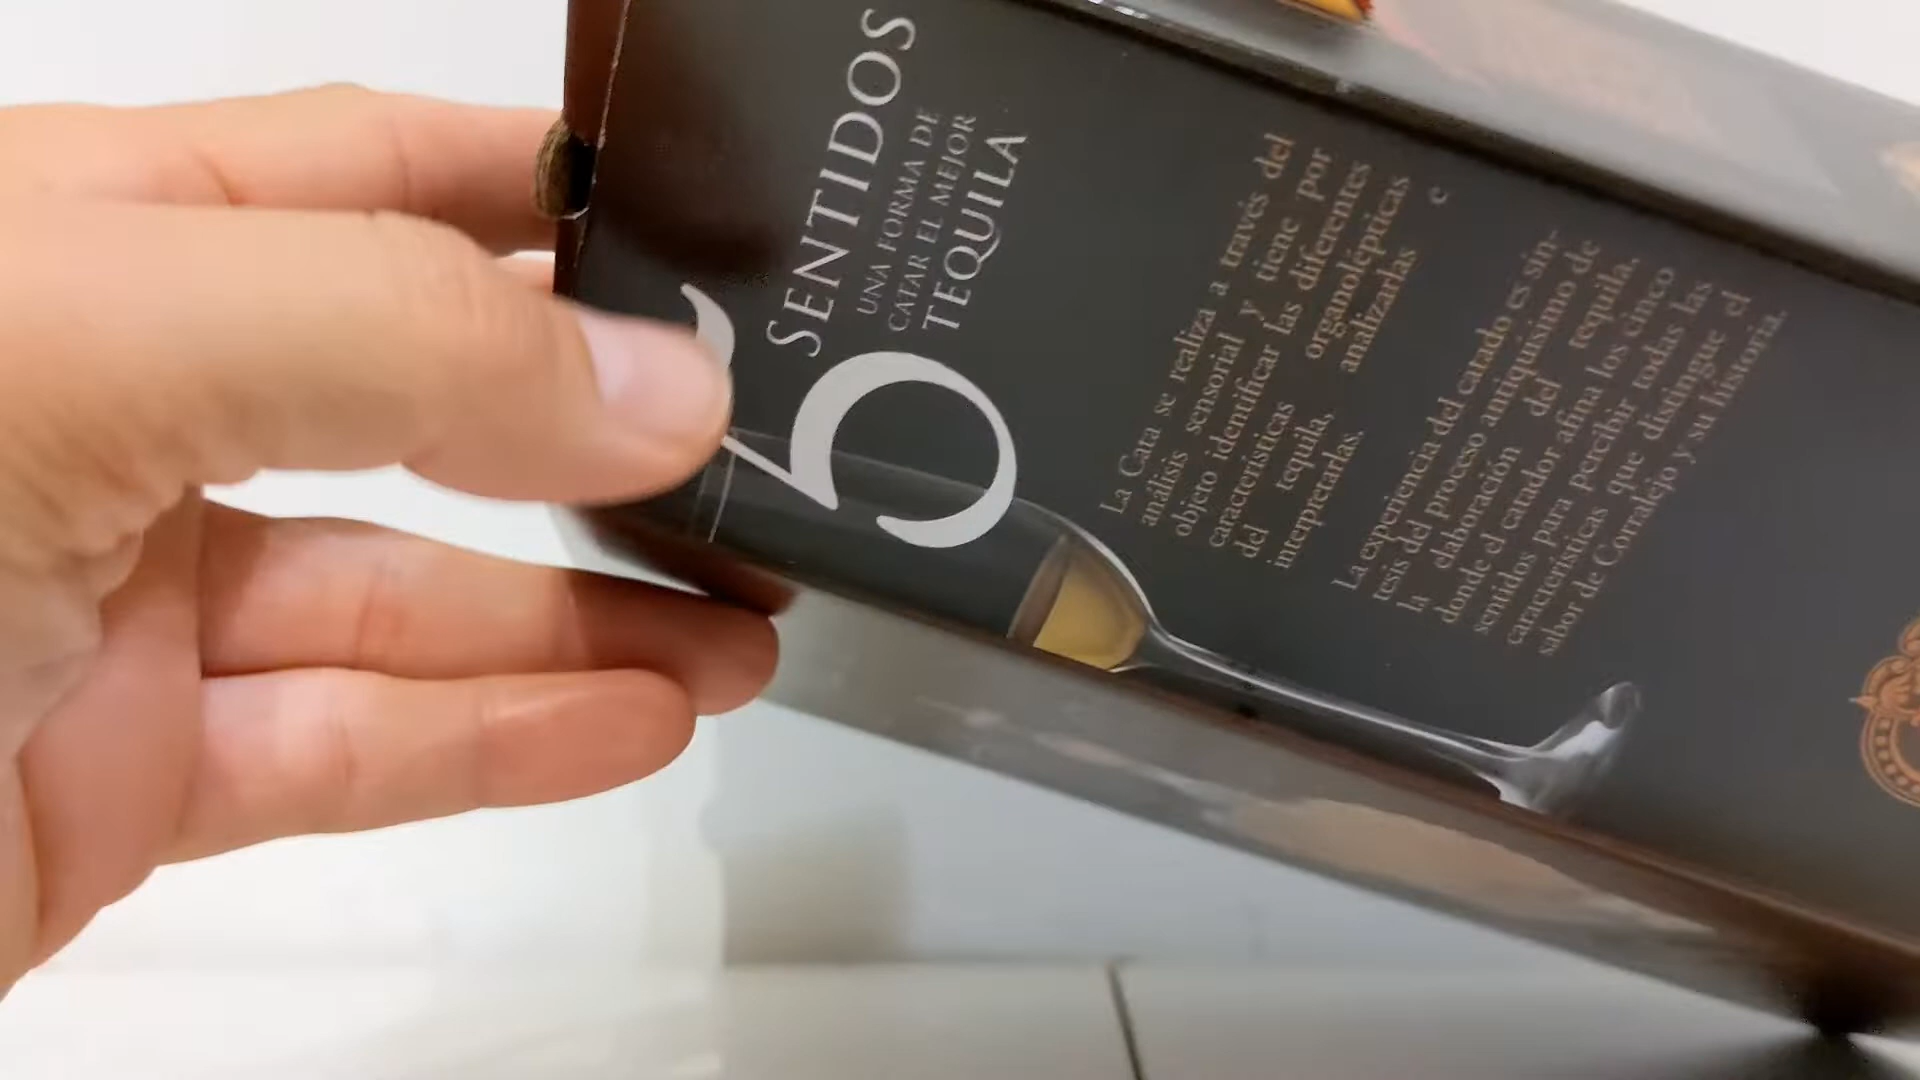 5
SENTIDOS
UNA FORMA DE
CATAR EL MEJOR
TEQUILA
La Cata se realiza a través del
análisis sensorial y tiene por
objeto identificar las diferentes
características organolépticas
del tequila, analizarlas e
interpretarlas.
La experiencia del catado es sín-
tesis del proceso antiquísimo de
la elaboración del tequila,
donde el catador afina los cinco
sentidos para percibir todas las
características que distingue el
sabor de Corralejo y su historia.